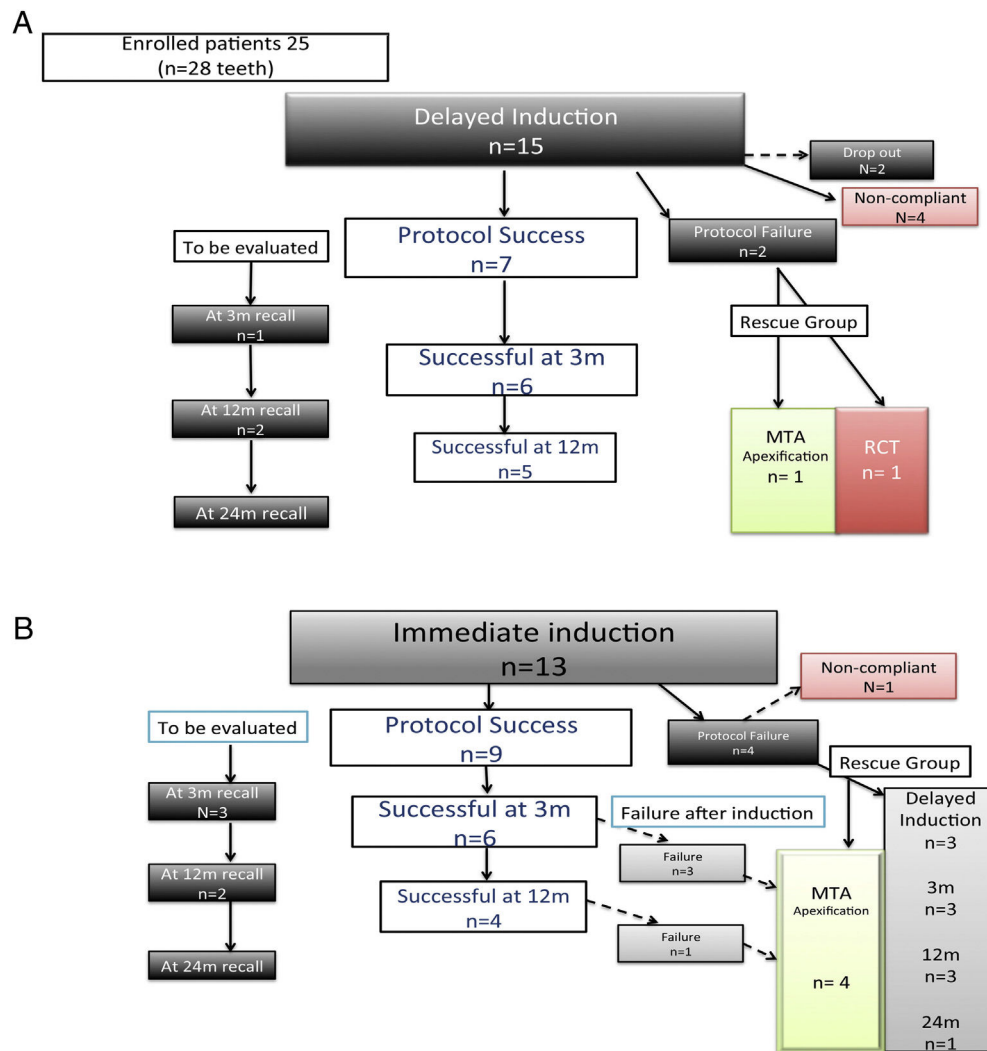 A
Enrolled patients 25
(n=28 teeth)
Delayed Induction
n=15
Drop out
N=2
Non-compliant
N=4
Protocol Success
n=7
Protocol Failure
n=2
To be evaluated
At 3m recall
n=1
Rescue Group
Successful at 3m
n=6
At 12m recall
n=2
Successful at 12m
n=5
MTA
Apexification
n= 1
RCT
n= 1
At 24m recall
B
Immediate induction
n=13
Non-compliant
N=1
To be evaluated
Protocol Success
n=9
Protocol Failure
n=4
Rescue Group
At 3m recall
N=3
Successful at 3m
n=6
Failure after induction
Delayed
Induction
n=3
3m
n=3
12m
n=3
24m
n=1
Failure
n=3
At 12m recall
n=2
Successful at 12m
n=4
MTA
Apexification
n= 4
Failure
n=1
At 24m recall